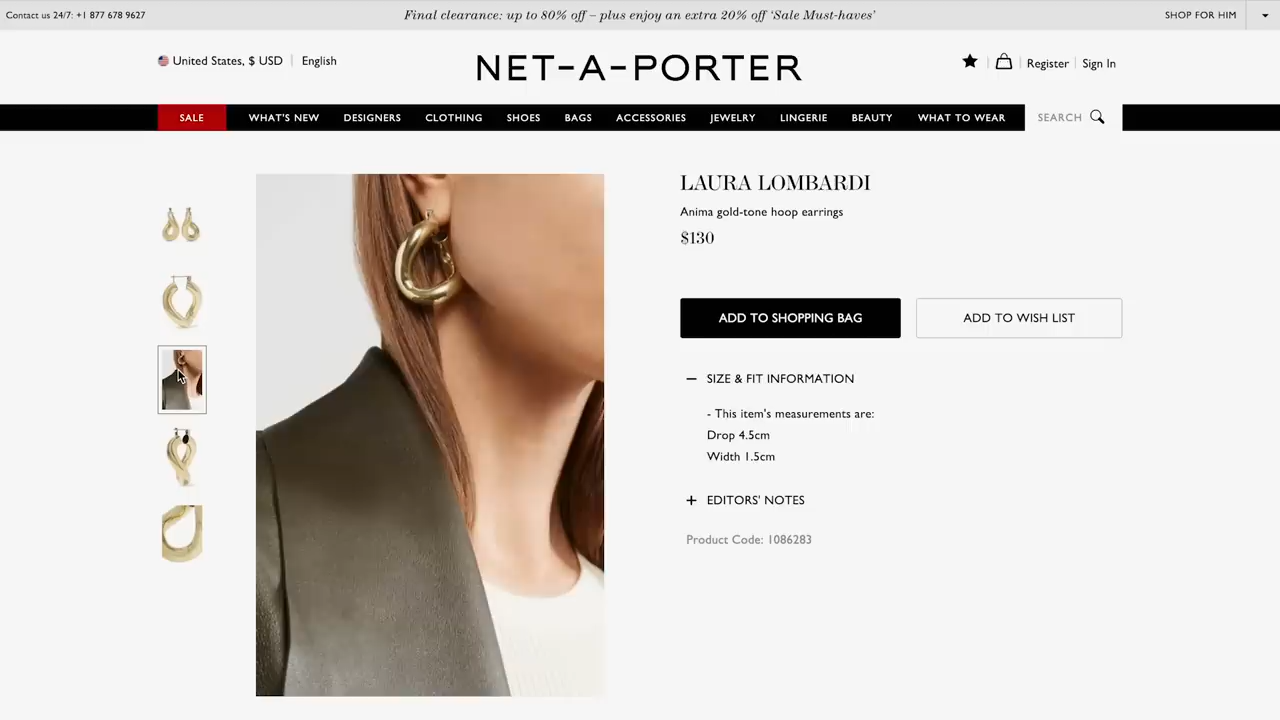 Contact us 24/7: +1 877 678 9627
Final clearance: up to 80% off – plus enjoy an extra 20% off ‘Sale Must-haves’
SHOP FOR HIM
United States, $ USD
English
NET-A-PORTER
Register
Sign In
SALE
WHAT'S NEW
DESIGNERS
CLOTHING
SHOES
BAGS
ACCESSORIES
JEWELRY
LINGERIE
BEAUTY
WHAT TO WEAR
SEARCH
LAURA LOMBARDI
Anima gold-tone hoop earrings
$130
ADD TO SHOPPING BAG
ADD TO WISH LIST
SIZE & FIT INFORMATION
- This item's measurements are:
Drop 4.5cm
Width 1.5cm
EDITORS' NOTES
Product Code: 1086283